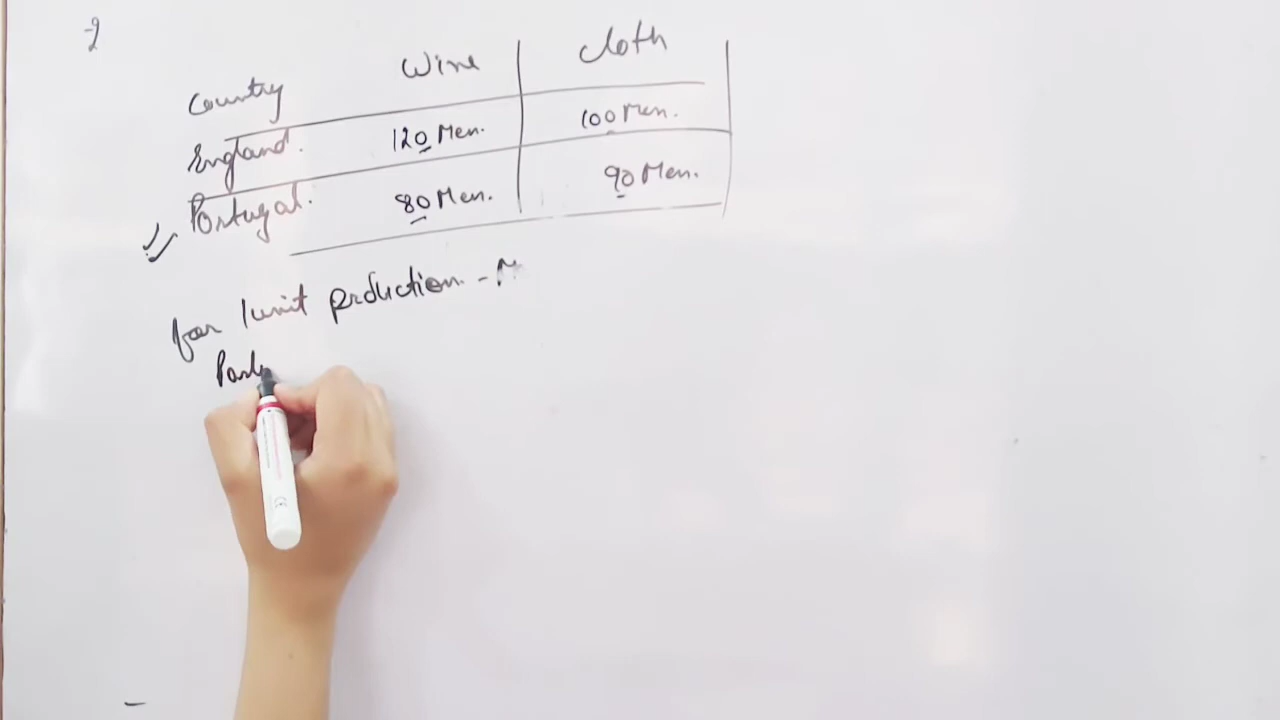 Country Wine Cloth
England. 120 Men. 100 Men.
Portugal. 80 Men. 90 Men.
for 1 unit production. -